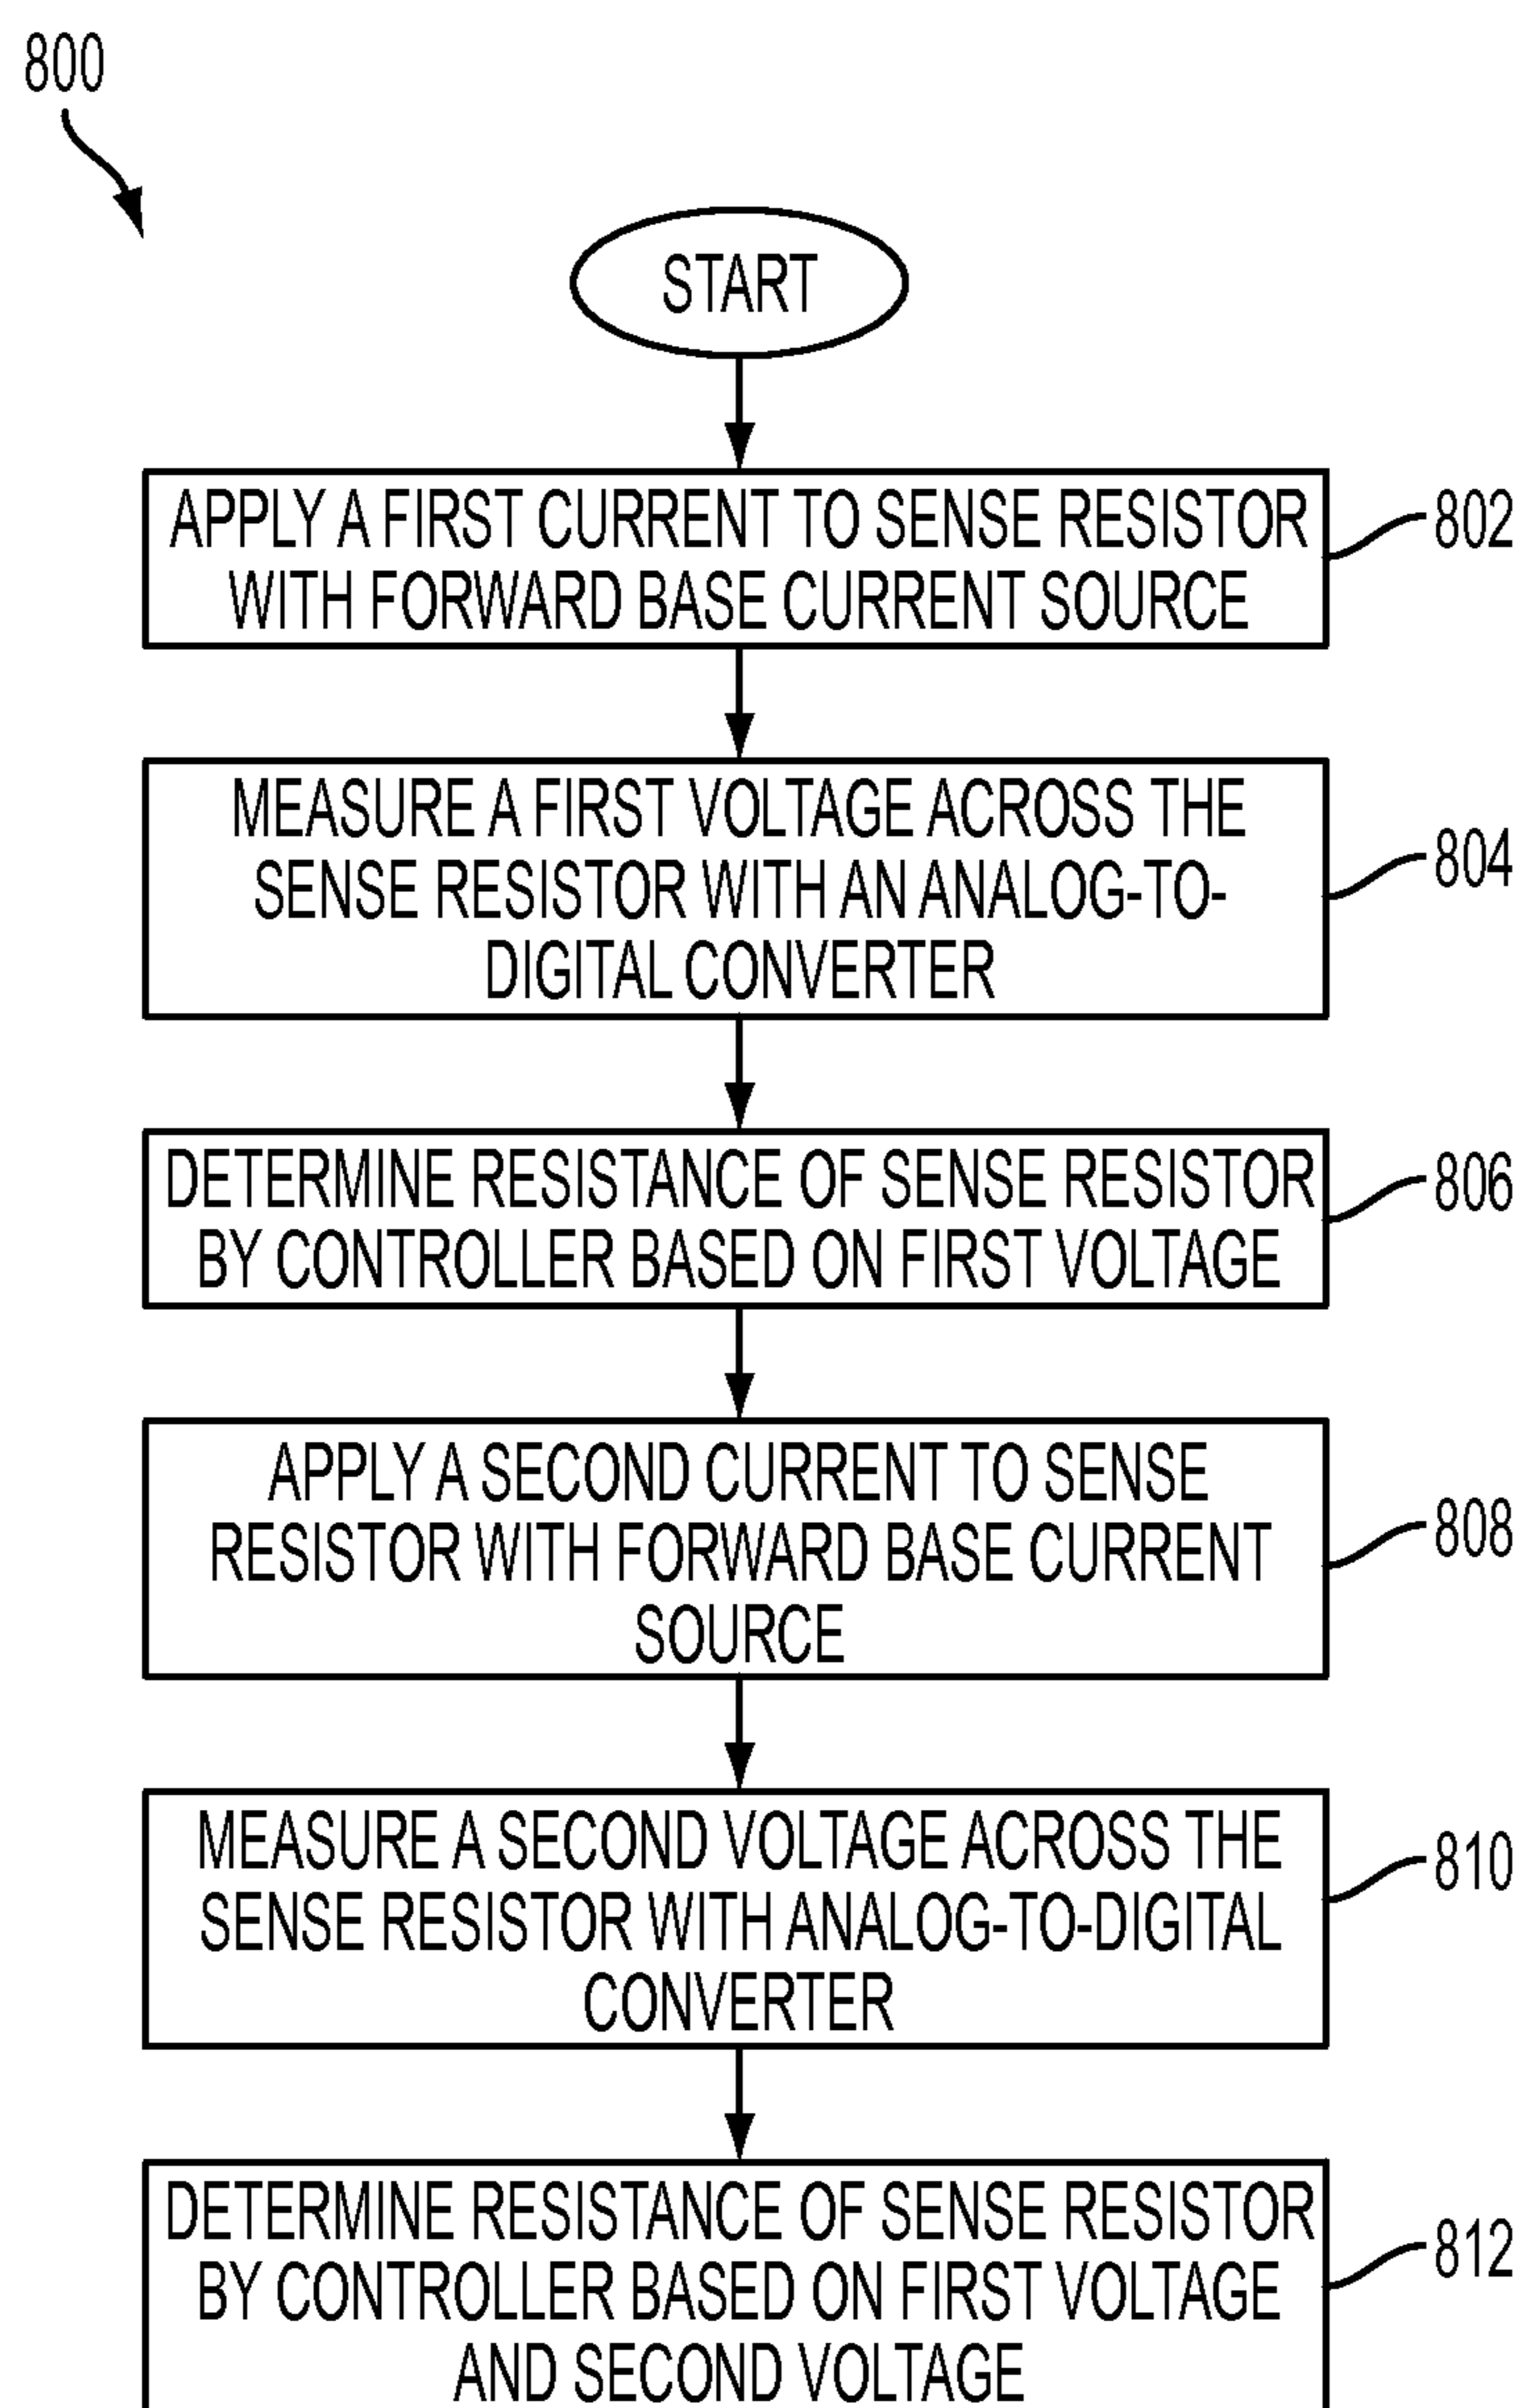 800
START
APPLY A FIRST CURRENT TO SENSE RESISTOR
WITH FORWARD BASE CURRENT SOURCE
802
MEASURE A FIRST VOLTAGE ACROSS THE
SENSE RESISTOR WITH AN ANALOG-TO-
DIGITAL CONVERTER
804
DETERMINE RESISTANCE OF SENSE RESISTOR
BY CONTROLLER BASED ON FIRST VOLTAGE
806
APPLY A SECOND CURRENT TO SENSE
RESISTOR WITH FORWARD BASE CURRENT
SOURCE
808
MEASURE A SECOND VOLTAGE ACROSS THE
SENSE RESISTOR WITH ANALOG-TO-DIGITAL
CONVERTER
810
DETERMINE RESISTANCE OF SENSE RESISTOR
BY CONTROLLER BASED ON FIRST VOLTAGE
AND SECOND VOLTAGE
812